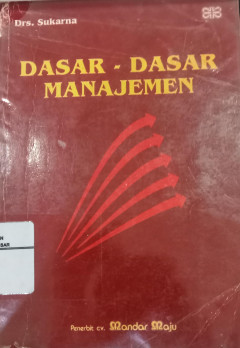 Drs. Sukarna
DASAR - DASAR
MANAJEMEN
Penerbit cv. Mandar Maju